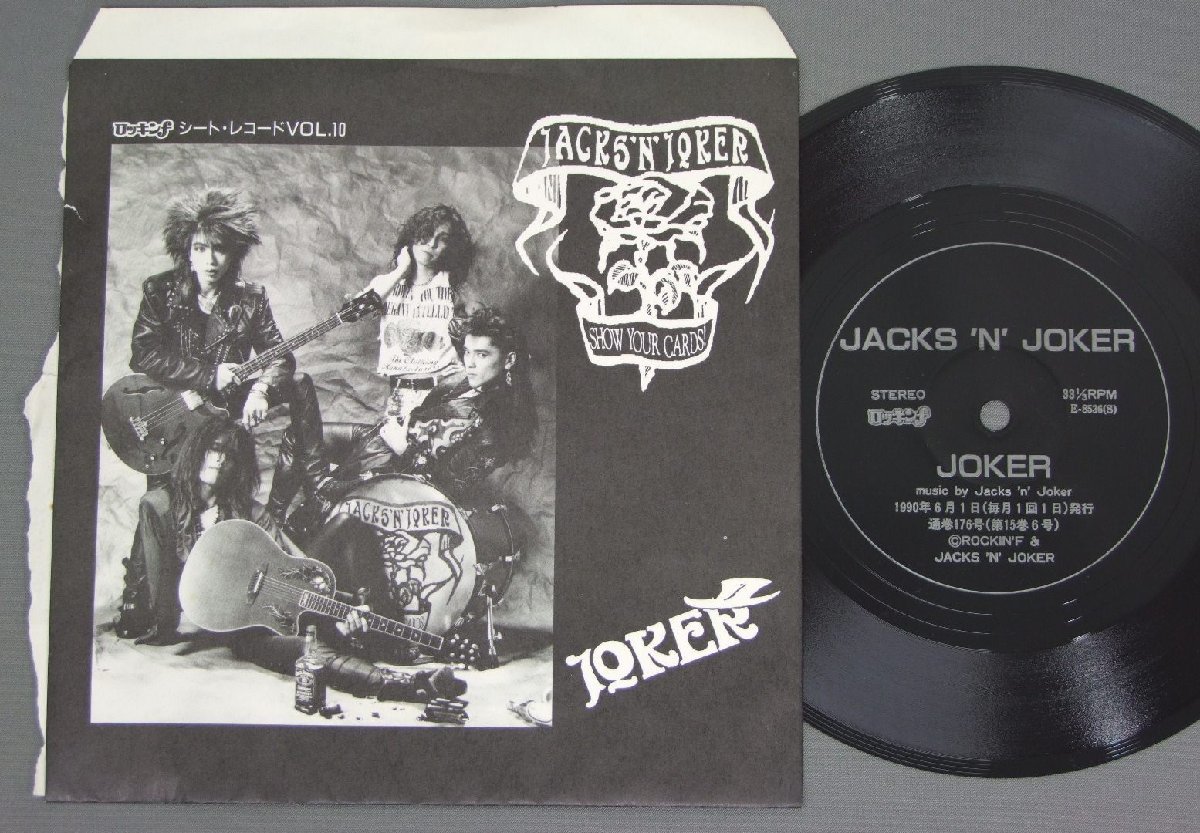 ロッキンf シート・レコードVOL.10
JACKS'N'JOKER
SHOW YOUR CARDS!
JACKS'N'JOKER
JOKER
JACKS 'N' JOKER
STEREO
33⅓RPM
ロッキンf
E-8536(S)
JOKER
music by Jacks 'n' Joker
1990年6月1日(毎月1回1日)発行
通巻176号(第15巻6号)
©ROCKIN'F &
JACKS 'N' JOKER